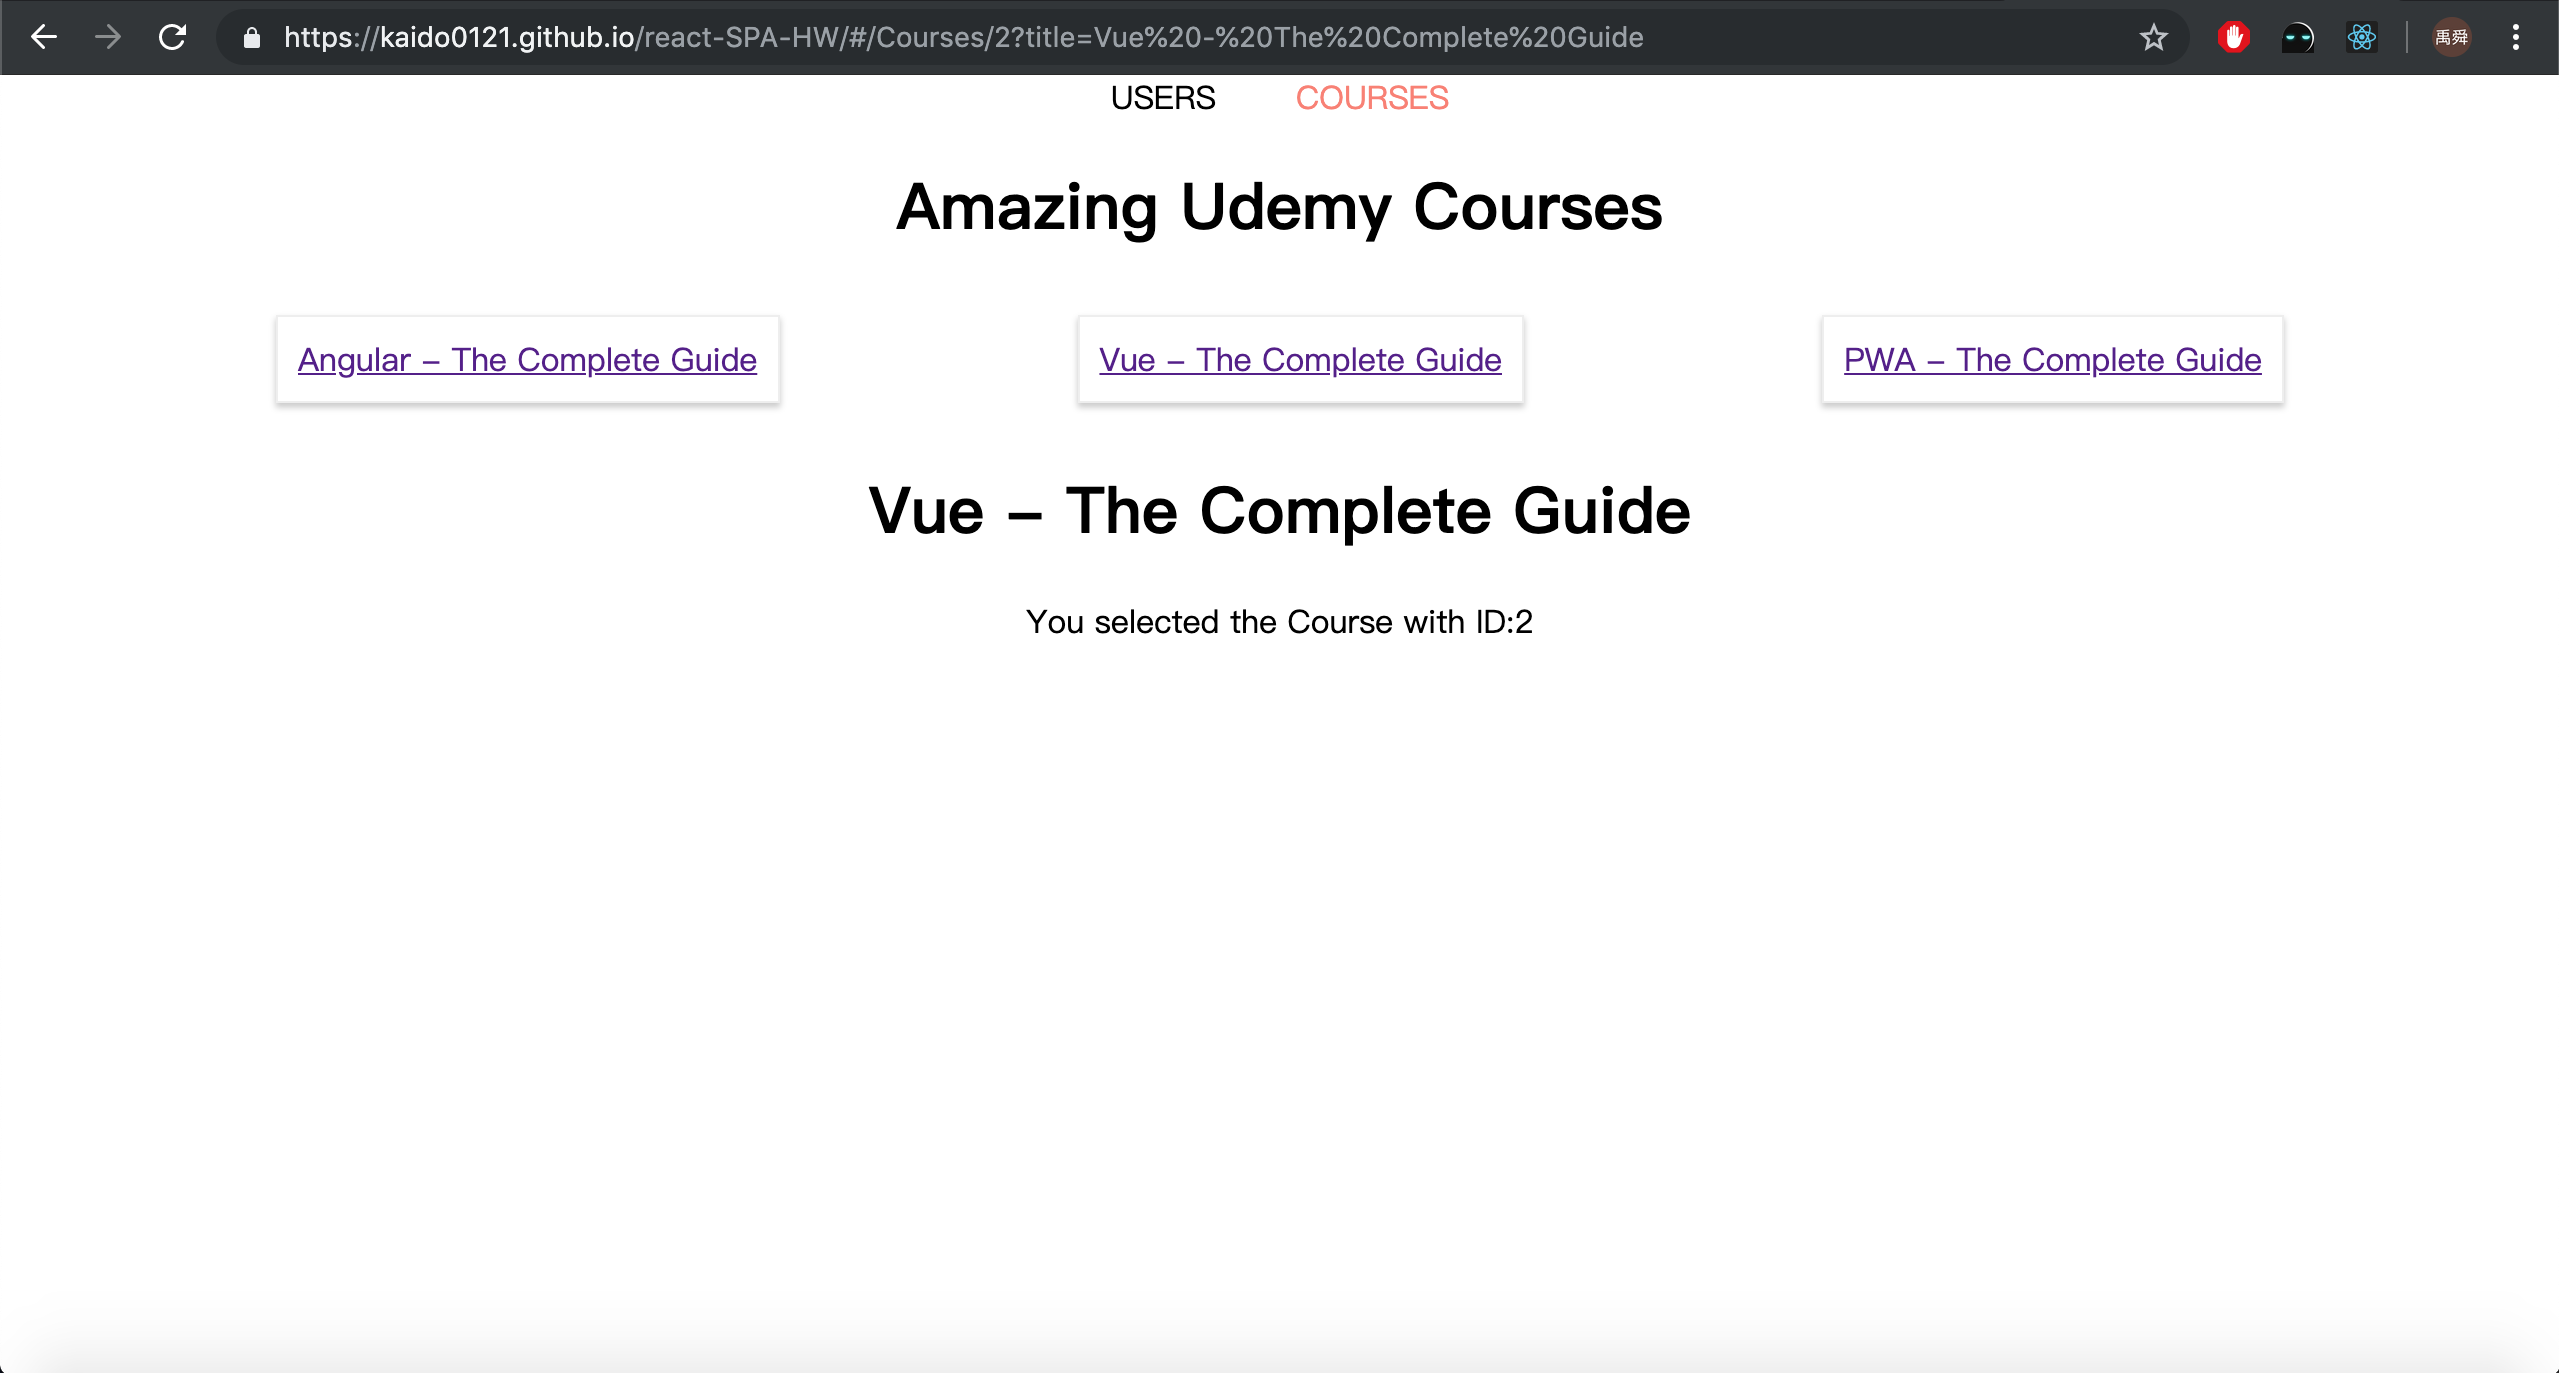 https://kaido0121.github.io/react-SPA-HW/#/Courses/2?title=Vue%20-%20The%20Complete%20Guide
禹舜
USERS COURSES
Amazing Udemy Courses
Angular – The Complete Guide
Vue – The Complete Guide
PWA – The Complete Guide
Vue – The Complete Guide
You selected the Course with ID:2